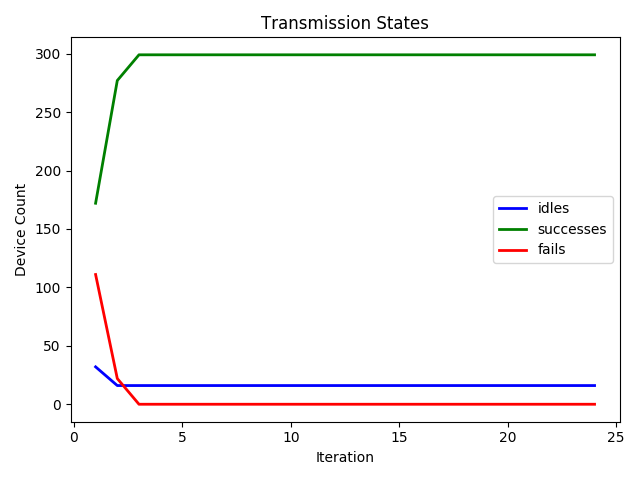 Transmission States
Device Count
300
250
200
150
100
50
0
idles
successes
fails
0 5 10 15 20 25
Iteration